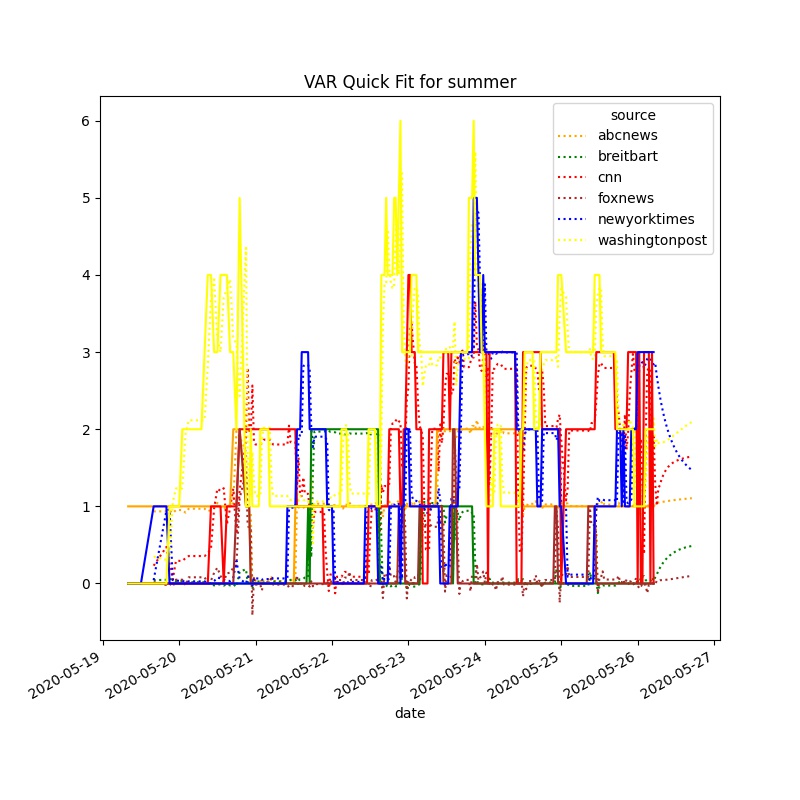 VAR Quick Fit for summer
source
abcnews
breitbart
cnn
foxnews
newyorktimes
washingtonpost
6
5
4
3
2
1
0
2020-05-19
2020-05-20
2020-05-21
2020-05-22
2020-05-23
2020-05-24
2020-05-25
2020-05-26
2020-05-27
date